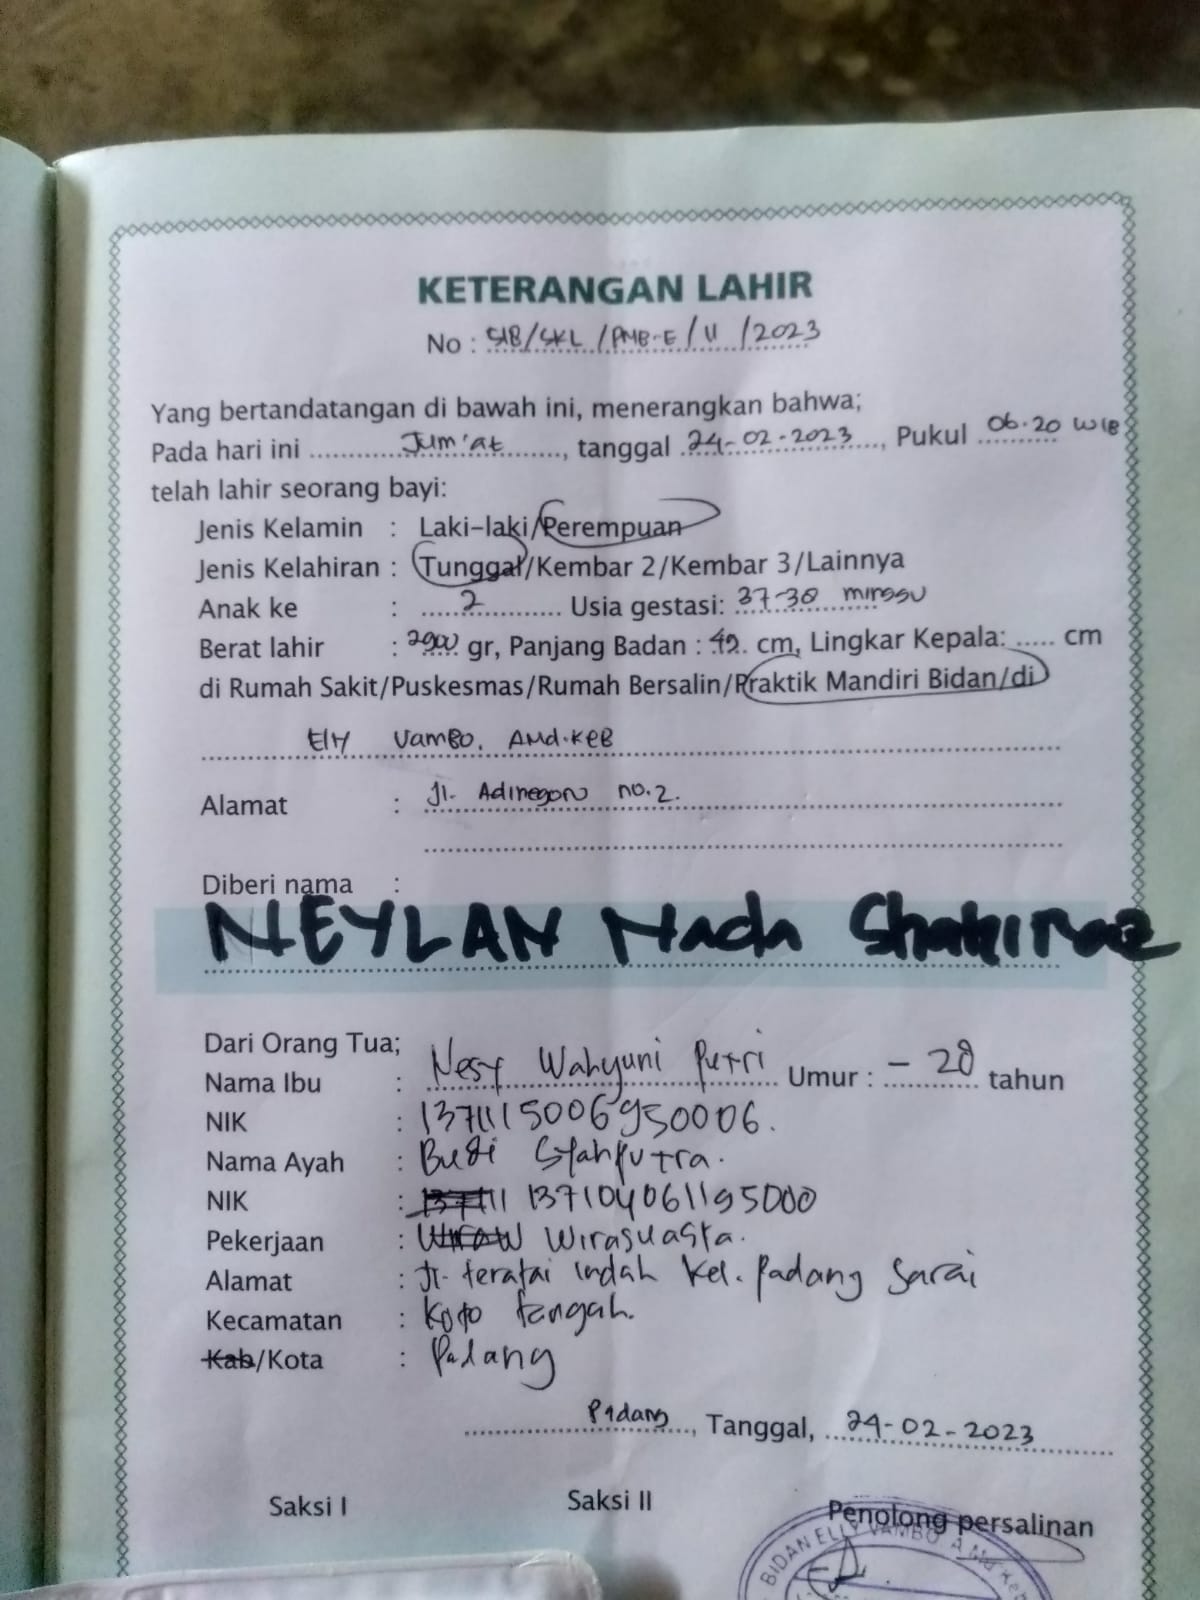 KETERANGAN LAHIR
No : 518/SKL/PMB-E/II/2023
Yang bertandatangan di bawah ini, menerangkan bahwa;
Pada hari ini Jum'at, tanggal 24-02-2023, Pukul 06.20 WIB
telah lahir seorang bayi:
Jenis Kelamin : Laki-laki/Perempuan
Jenis Kelahiran : Tunggal/Kembar 2/Kembar 3/Lainnya
Anak ke : 2 Usia gestasi: 37-38 minggu
Berat lahir : 2900 gr, Panjang Badan : cm, Lingkar Kepala: ..... cm
di Rumah Sakit/Puskesmas/Rumah Bersalin/Praktik Mandiri Bidan/di
Elly Vambo, AMd.Keb
Alamat : Jl. Adinegoro no.2.
Diberi nama :
NEYLAN Nada
Dari Orang Tua;
Nama Ibu : Nesy Wahyuni Putri Umur : - 28 tahun
NIK : 1371115006950006.
Nama Ayah : Budi Syahputra.
NIK : 137104061195000
Pekerjaan : Wiraswasta.
Alamat : Jl. teratai indah kel. Padang Sarai
Kecamatan : Koto tangah.
Kab/Kota : Padang
Padang, Tanggal, 24-02-2023
Saksi I Saksi II Penolong persalinan
BIDAN ELLY VAMBO A.Md Keb